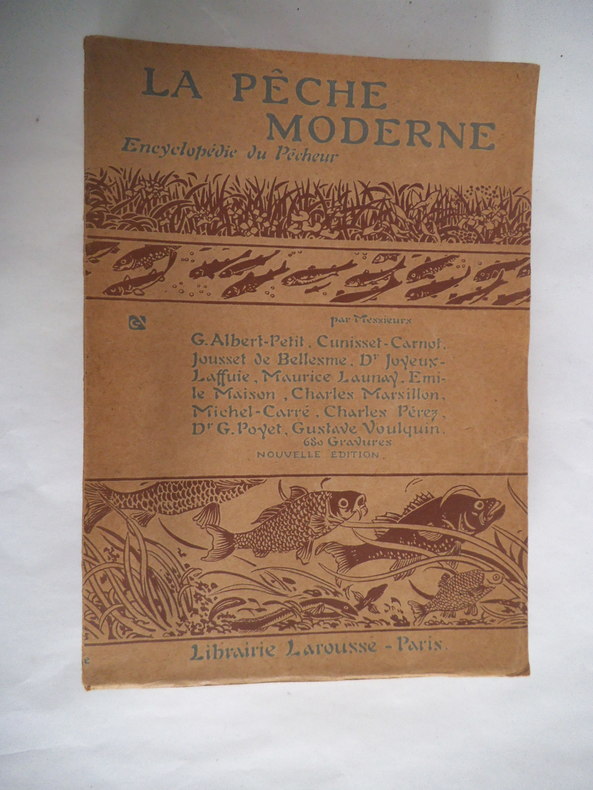 LA PÊCHE
MODERNE
Encyclopédie du Pêcheur
par Messieurs
G. Albert-Petit, Cunisset-Carnot,
Jousset de Bellesme, Dr Joyeux-
Laffuie, Maurice Launay, Emi-
le Maison, Charles Marsillon,
Michel-Carré, Charles Pérez,
Dr G. Poyet, Gustave Voulquin.
680 Gravures
NOUVELLE EDITION.
Librairie Larousse - Paris.